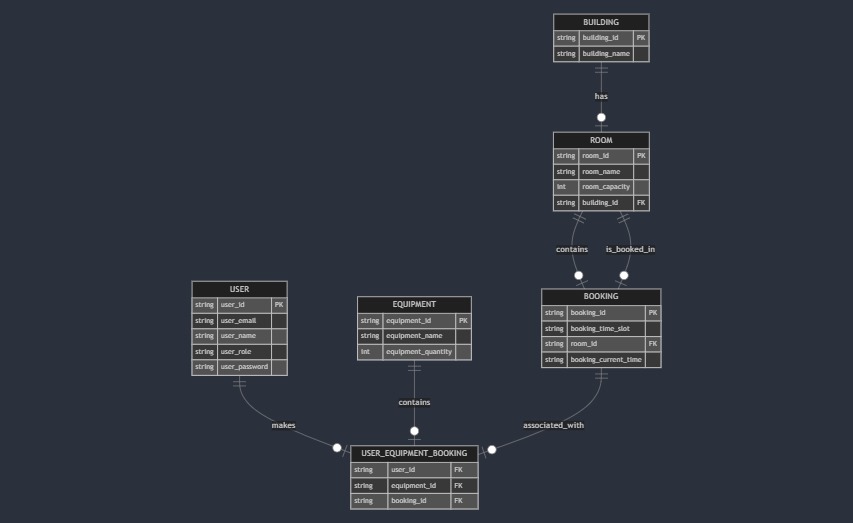 BUILDING
string building_id PK
string building_name
has
ROOM
string room_id PK
string room_name
int room_capacity
string building_id FK
contains is_booked_in
USER
string user_id PK
string user_email
string user_name
string user_role
string user_password
EQUIPMENT
string equipment_id PK
string equipment_name
int equipment_quantity
BOOKING
string booking_id PK
string booking_time_slot
string room_id FK
string booking_current_time
makes
contains
associated_with
USER_EQUIPMENT_BOOKING
string user_id FK
string equipment_id FK
string booking_id FK